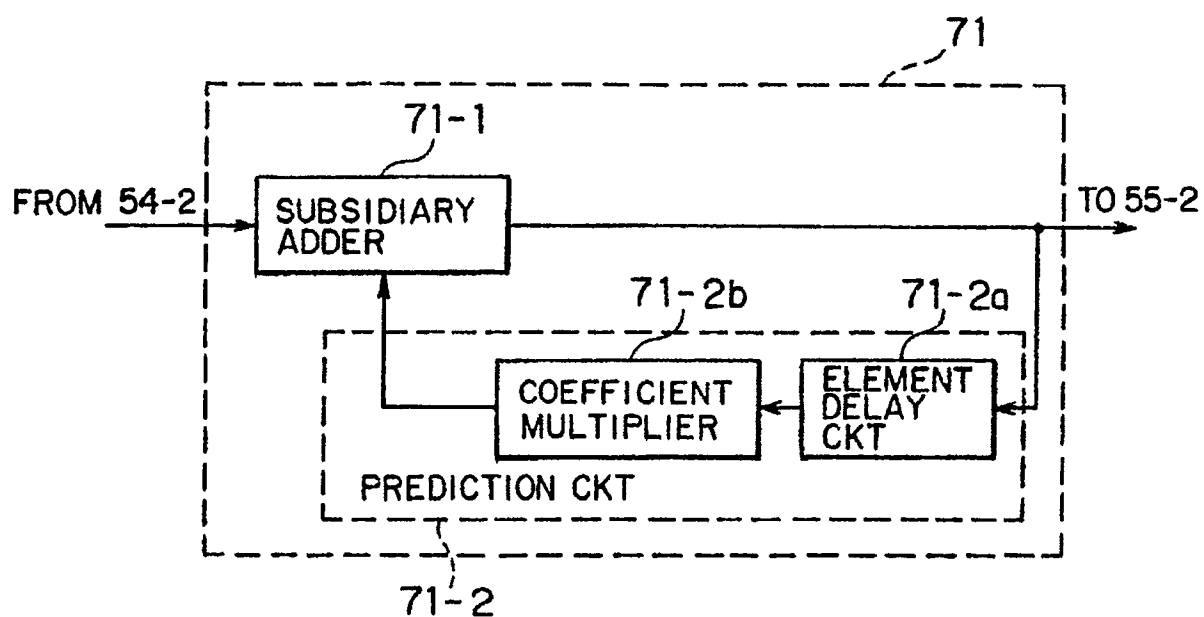 71
71-1
FROM 54-2
SUBSIDIARY
ADDER
TO 55-2
71-2b
71-2a
COEFFICIENT
MULTIPLIER
ELEMENT
DELAY
CKT
PREDICTION CKT
71-2